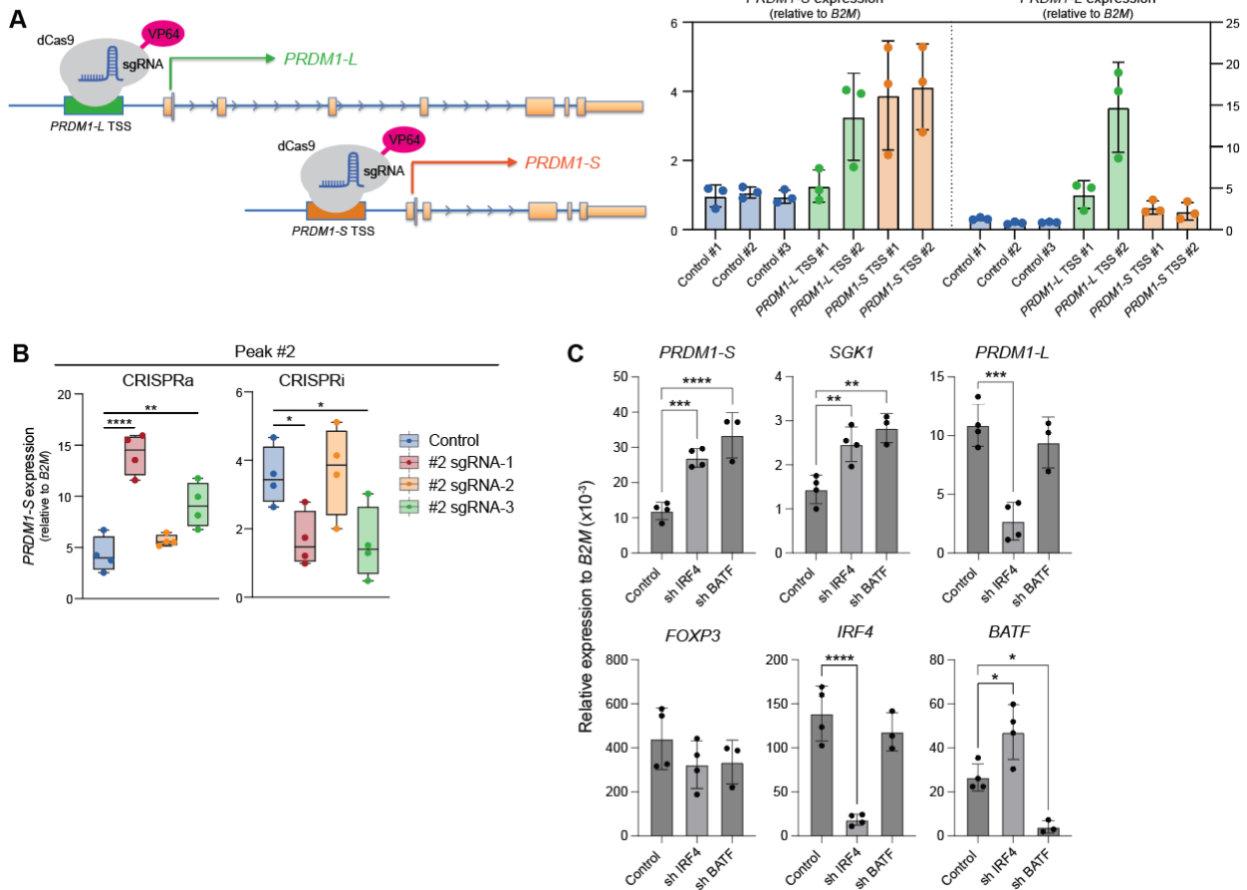 A
PRDM1-S expression
(relative to B2M)
PRDM1-L expression
(relative to B2M)
VP64
dCas9
sgRNA
PRDM1-L
PRDM1-L TSS
VP64
dCas9
sgRNA
PRDM1-S
PRDM1-S TSS
6
4
2
0
25
20
15
10
5
0
Control #1
Control #2
Control #3
PRDM1-L TSS #1
PRDM1-L TSS #2
PRDM1-S TSS #1
PRDM1-S TSS #2
Control #1
Control #2
Control #3
PRDM1-L TSS #1
PRDM1-L TSS #2
PRDM1-S TSS #1
PRDM1-S TSS #2
B
Peak #2
CRISPRa
CRISPRi
PRDM1-S expression
(relative to B2M)
20
15
10
5
0
****
**
6
4
2
0
*
*
Control
#2 sgRNA-1
#2 sgRNA-2
#2 sgRNA-3
C
Relative expression to B2M (x10⁻³)
PRDM1-S
50
40
30
20
10
0
****
***
Control
sh IRF4
sh BATF
SGK1
4
3
2
1
0
**
**
Control
sh IRF4
sh BATF
PRDM1-L
15
10
5
0
***
Control
sh IRF4
sh BATF
FOXP3
800
600
400
200
0
Control
sh IRF4
sh BATF
IRF4
200
150
100
50
0
****
Control
sh IRF4
sh BATF
BATF
80
60
40
20
0
*
*
Control
sh IRF4
sh BATF